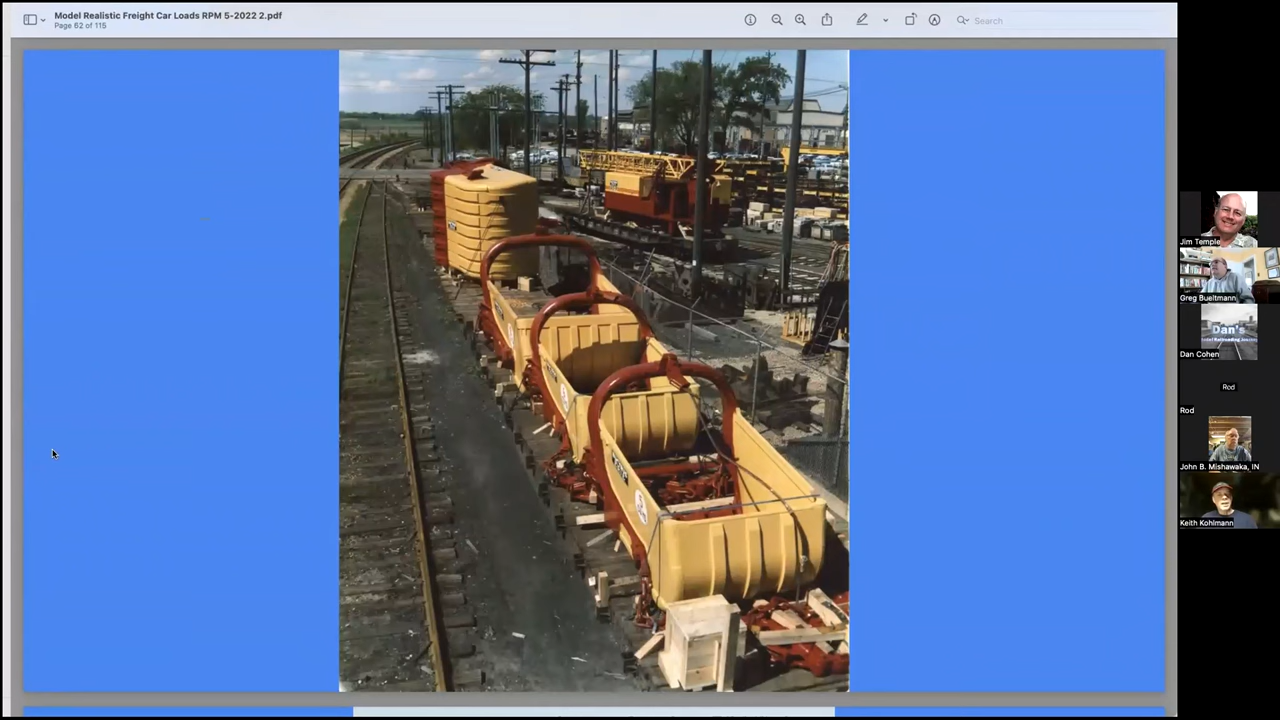 Model Realistic Freight Car Loads RPM 5-2022 2.pdf
Page 62 of 115
Search
Jim Temple
Greg Bueltmann
Dan's
Dan Cohen
Rod
Rod
John B. Mishawaka, IN
Keith Kohlmann